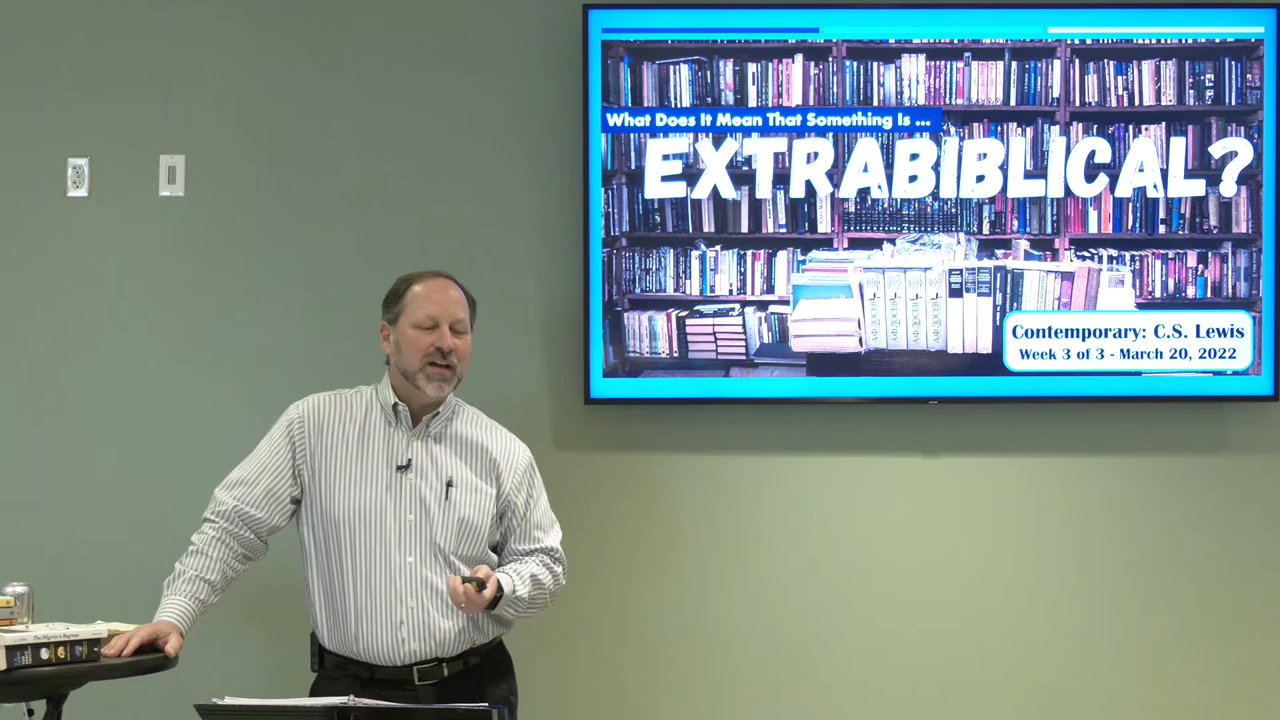 What Does It Mean That Something Is ...
EXTRABIBLICAL?
Contemporary: C.S. Lewis
Week 3 of 3 - March 20, 2022
The Pilgrim's Regress